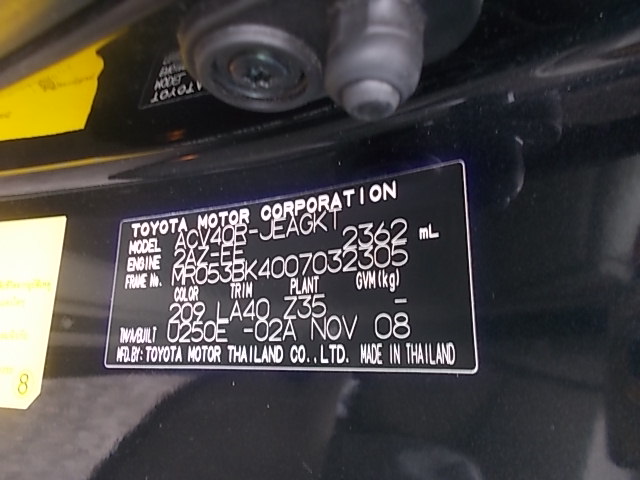 TOYOTA MOTOR CORPORATION
MODEL ACV40R-JEAGKT
ENGINE 2AZ-FE 2362 mL
FRAME No. MR053BK4007032305
COLOR TRIM PLANT GVM(kg)
209 LA40 Z35 –
T/M/A/BUILT U250E -02A NOV 08
MFD.BY: TOYOTA MOTOR THAILAND CO.,LTD. MADE IN THAILAND
8